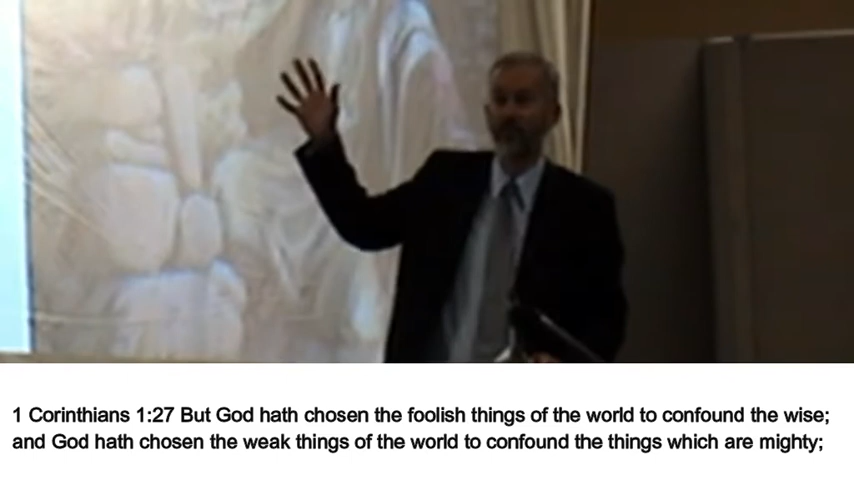 1 Corinthians 1:27 But God hath chosen the foolish things of the world to confound the wise;
and God hath chosen the weak things of the world to confound the things which are mighty;